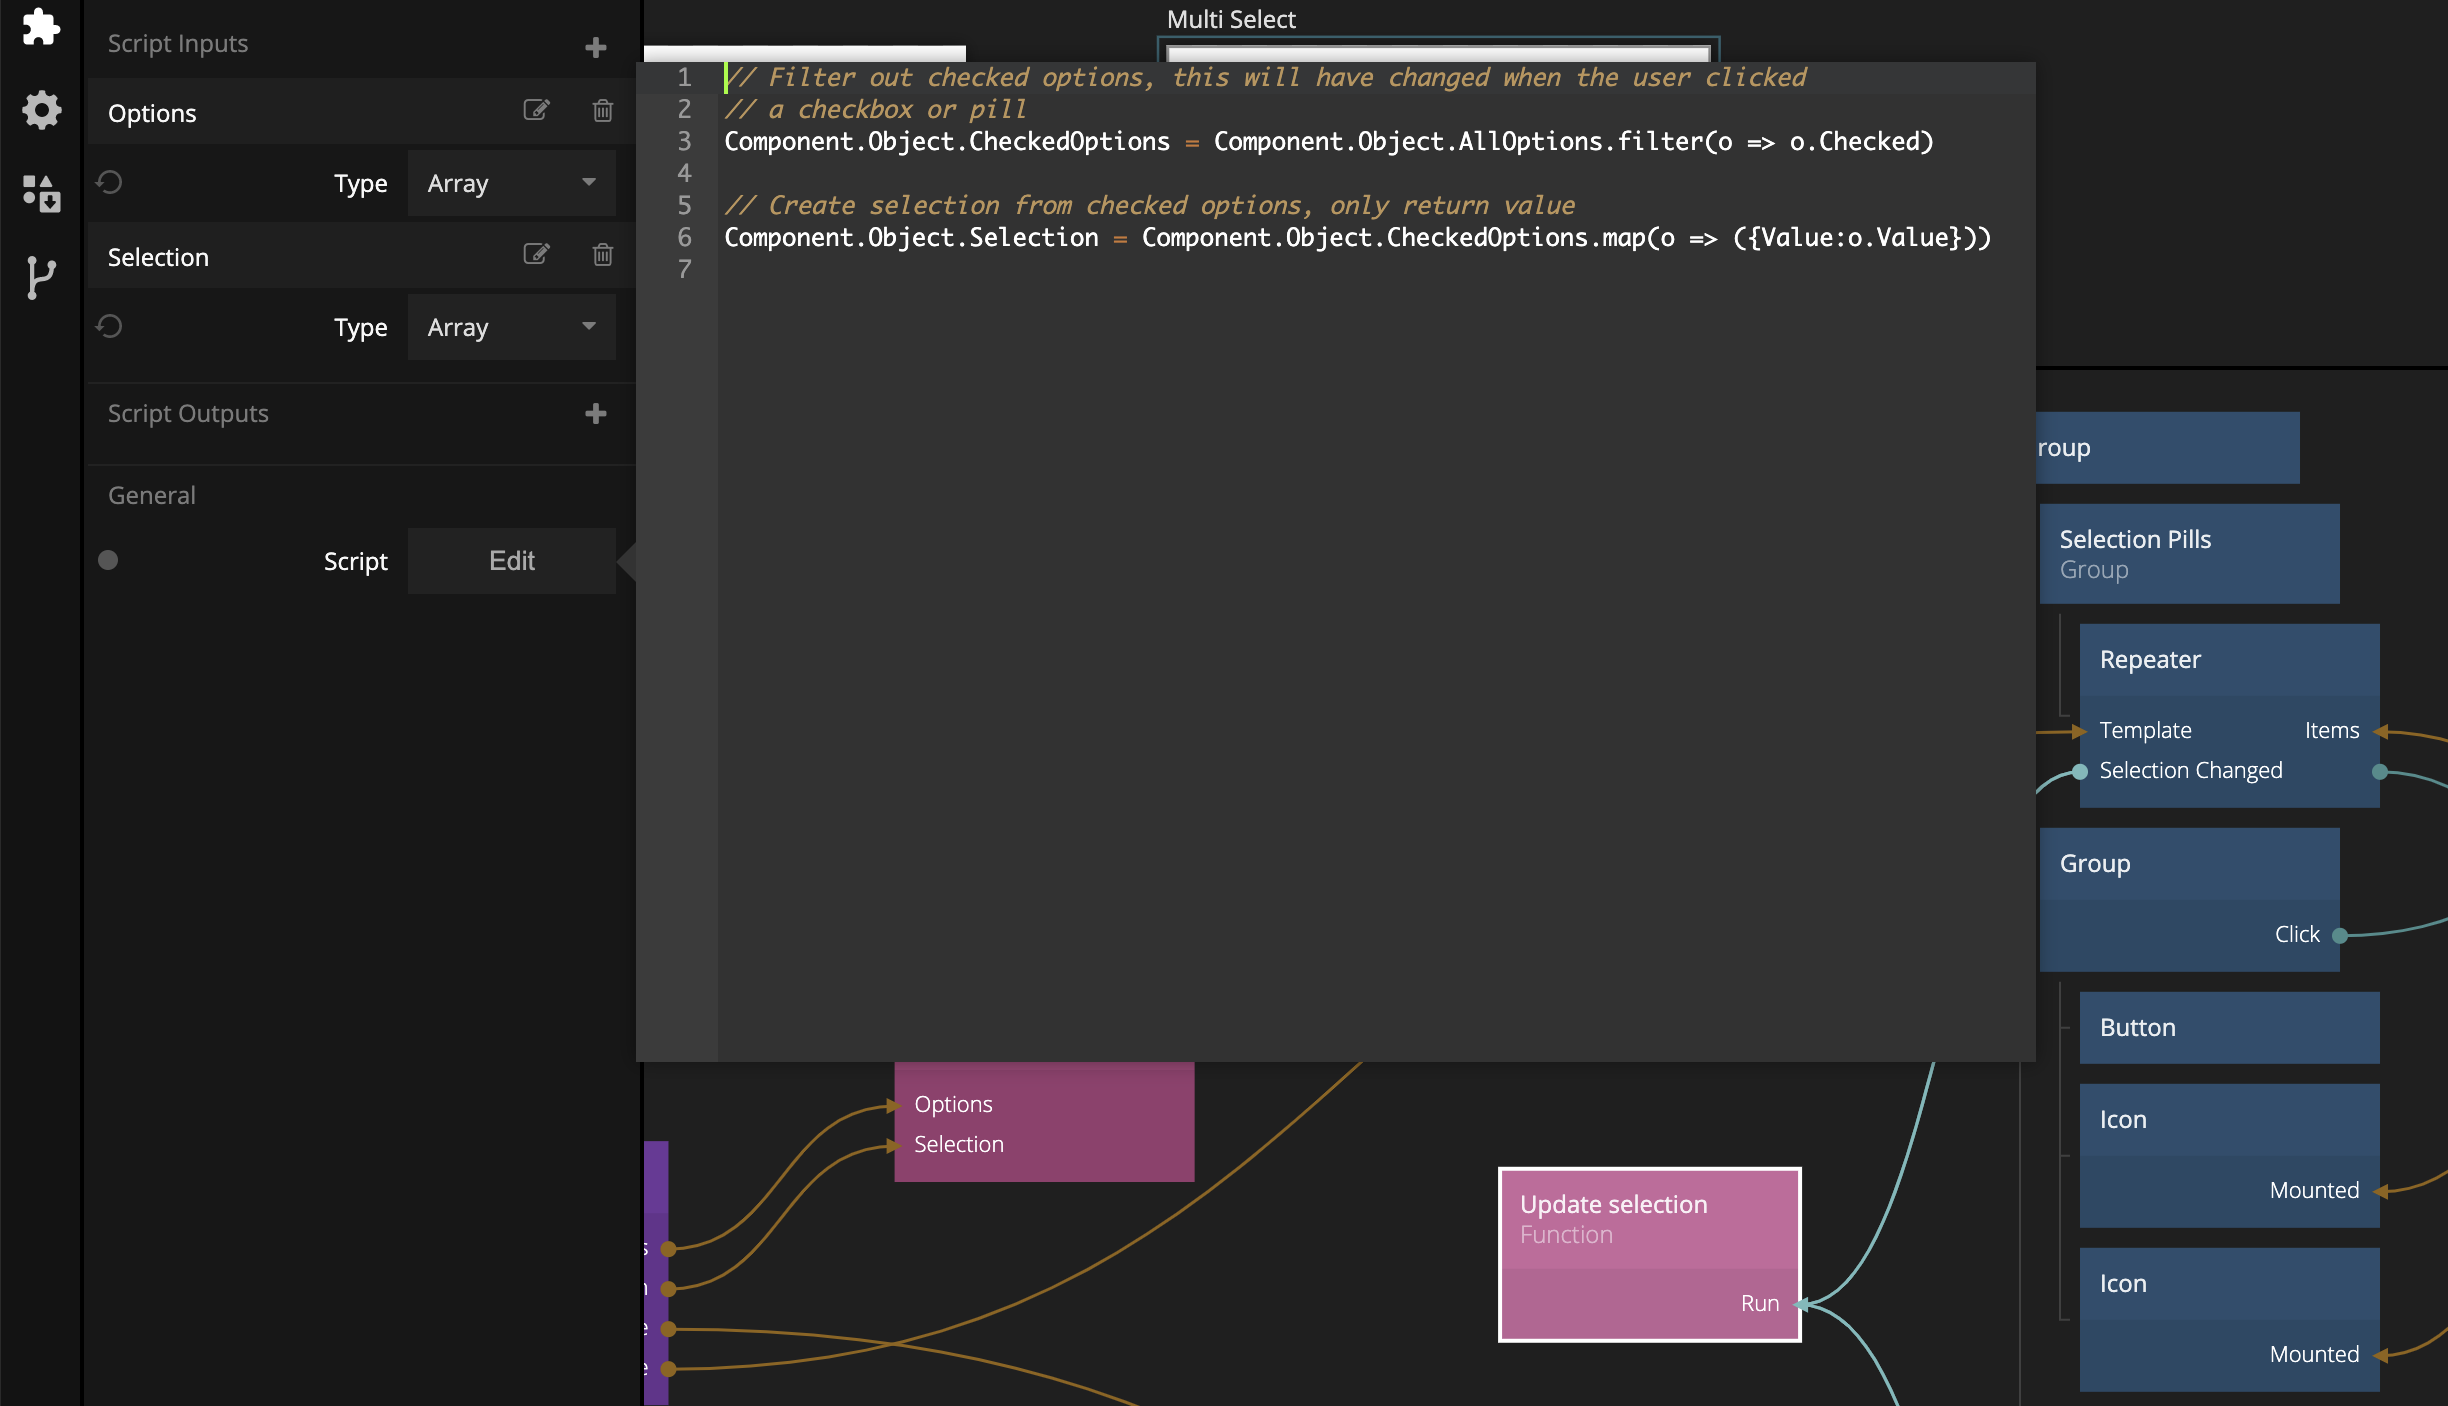 Script Inputs
Options
Type Array
Selection
Type Array
Script Outputs
General
Script Edit
Multi Select
1 // Filter out checked options, this will have changed when the user clicked
2 // a checkbox or pill
3 Component.Object.CheckedOptions = Component.Object.AllOptions.filter(o => o.Checked)
4
5 // Create selection from checked options, only return value
6 Component.Object.Selection = Component.Object.CheckedOptions.map(o => ({Value:o.Value}))
7
roup
Selection Pills
Group
Repeater
Template Items
Selection Changed
Group
Click
Button
Icon
Mounted
Icon
Mounted
Options
Selection
s
n
e
e
Update selection
Function
Run